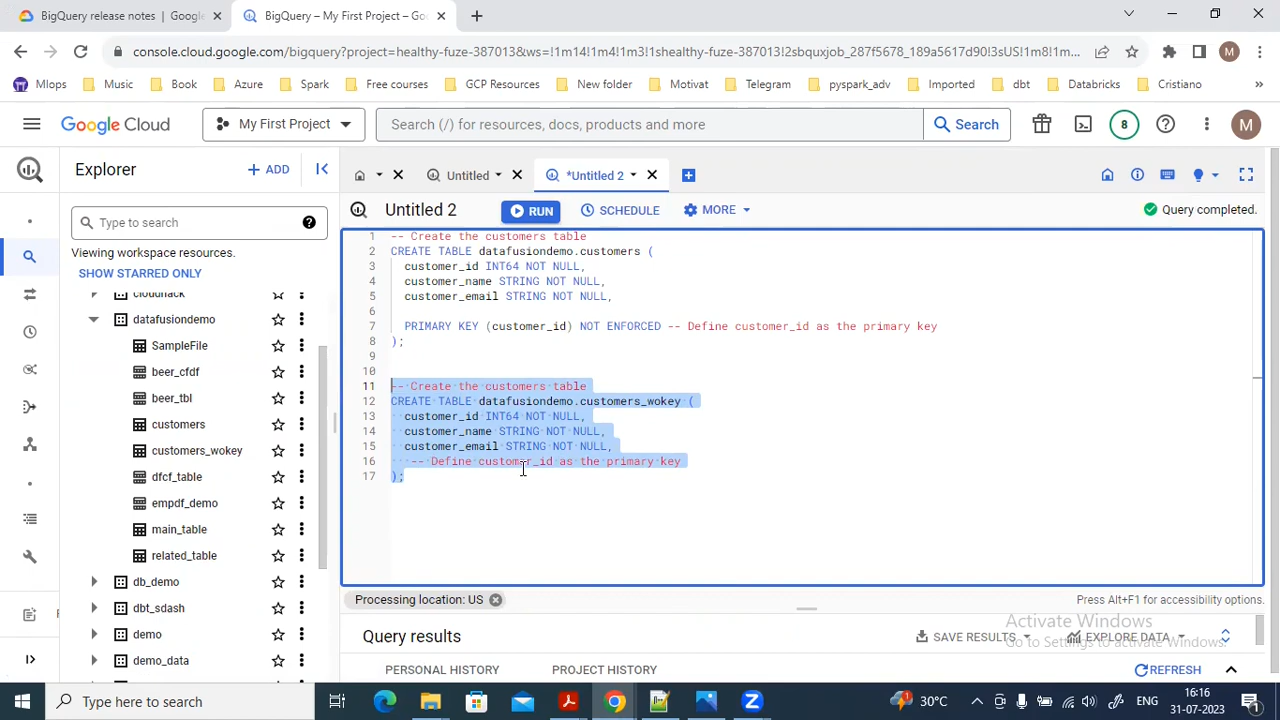 BigQuery release notes | Google
BigQuery – My First Project – Go
console.cloud.google.com/bigquery?project=healthy-fuze-387013&ws=!1m14!1m4!1m3!1shealthy-fuze-387013!2sbquxjob_287f5678_189a5617d90!3sUS!1m8!1m...
M
Mlops
Music
Book
Azure
Spark
Free courses
GCP Resources
New folder
Motivat
Telegram
pyspark_adv
Imported
dbt
Databricks
Cristiano
»
Google Cloud
My First Project
Search (/) for resources, docs, products and more
Search
8
M
Explorer
+ ADD
Untitled
*Untitled 2
Type to search
Untitled 2
RUN
SCHEDULE
MORE
Query completed.
Viewing workspace resources.
SHOW STARRED ONLY
cloudhack
datafusiondemo
SampleFile
beer_cfdf
beer_tbl
customers
customers_wokey
dfcf_table
empdf_demo
main_table
related_table
db_demo
dbt_sdash
demo
demo_data
1 -- Create the customers table
2 CREATE TABLE datafusiondemo.customers (
3 customer_id INT64 NOT NULL,
4 customer_name STRING NOT NULL,
5 customer_email STRING NOT NULL,
6
7 PRIMARY KEY (customer_id) NOT ENFORCED -- Define customer_id as the primary key
8 );
9
10
11 -- Create the customers table
12 CREATE TABLE datafusiondemo.customers_wokey (
13 customer_id INT64 NOT NULL,
14 customer_name STRING NOT NULL,
15 customer_email STRING NOT NULL,
16 -- Define customer_id as the primary key
17 );
Processing location: US
Press Alt+F1 for accessibility options.
Activate Windows
Go to Settings to activate Windows.
Query results
SAVE RESULTS
EXPLORE DATA
PERSONAL HISTORY
PROJECT HISTORY
REFRESH
Type here to search
30°C
ENG
16:16
31-07-2023
1